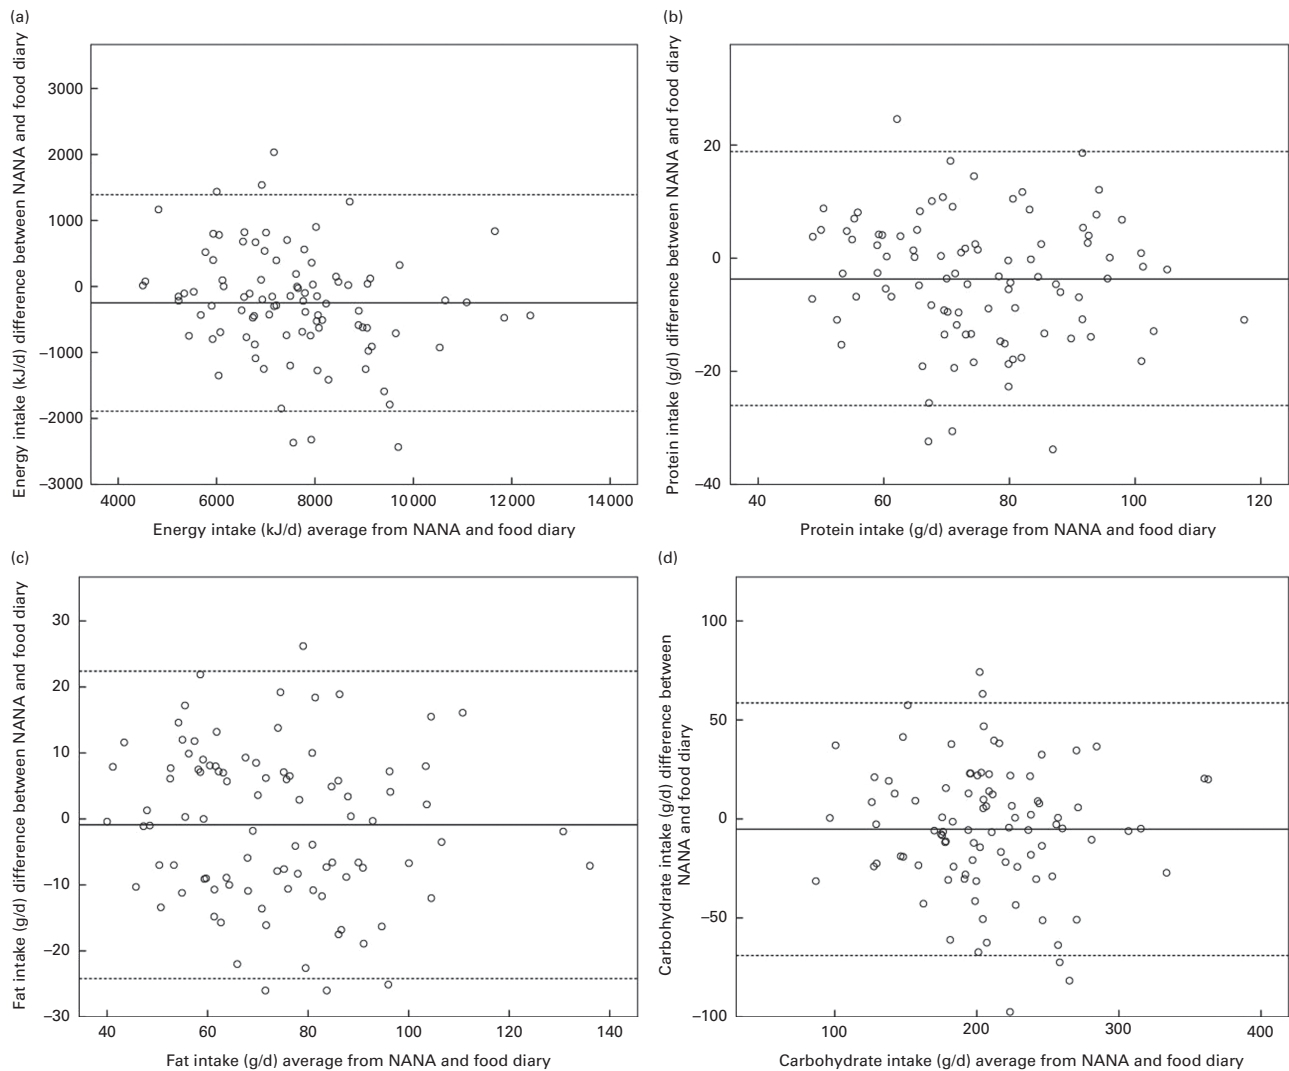 (a)
Energy intake (kJ/d) difference between NANA and food diary
3000
2000
1000
0
–1000
–2000
–3000
4000 6000 8000 10 000 12 000 14 000
Energy intake (kJ/d) average from NANA and food diary
(b)
Protein intake (g/d) difference between NANA and food diary
20
0
–20
–40
40 60 80 100 120
Protein intake (g/d) average from NANA and food diary
(c)
Fat intake (g/d) difference between NANA and food diary
30
20
10
0
–10
–20
–30
40 60 80 100 120 140
Fat intake (g/d) average from NANA and food diary
(d)
Carbohydrate intake (g/d) difference between
NANA and food diary
100
50
0
–50
–100
100 200 300 400
Carbohydrate intake (g/d) average from NANA and food diary